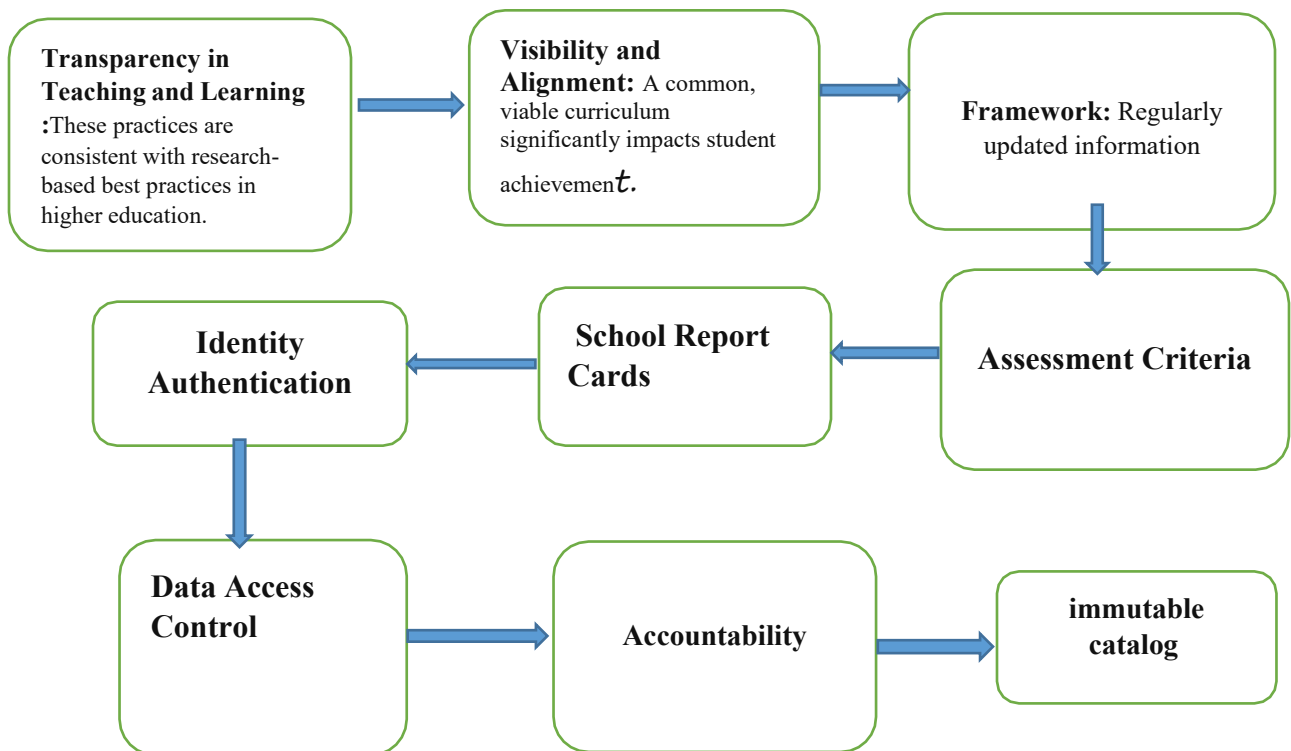 Transparency in
Teaching and Learning
:These practices are
consistent with research-
based best practices in
higher education.
Visibility and
Alignment: A common,
viable curriculum
significantly impacts student
achievement.
Framework: Regularly
updated information
Assessment Criteria
School Report
Cards
Identity
Authentication
Data Access
Control
Accountability
immutable
catalog